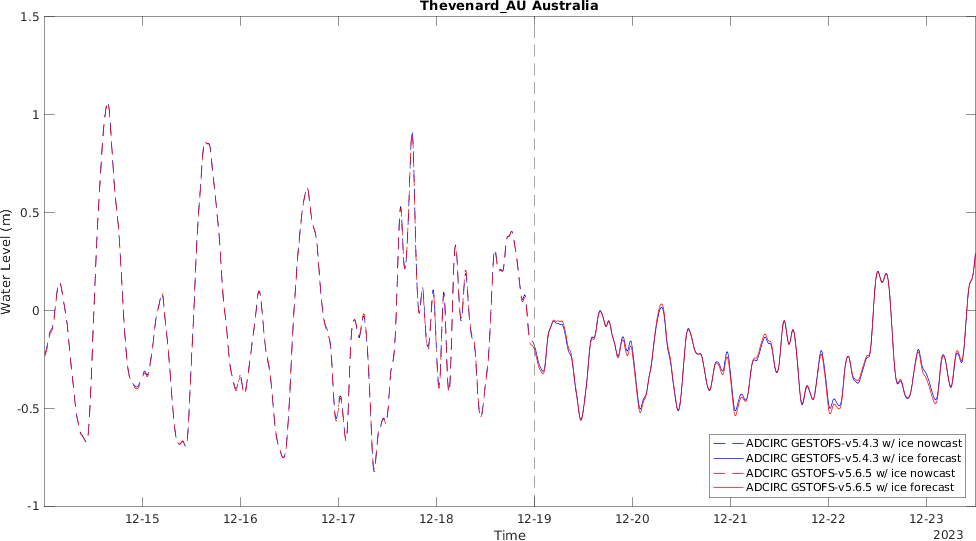 Thevenard_AU Australia
1.5
1
0.5
0
-0.5
-1
Water Level (m)
12-15 12-16 12-17 12-18 12-19 12-20 12-21 12-22 12-23
Time
2023
ADCIRC GESTOFS-v5.4.3 w/ ice nowcast
ADCIRC GESTOFS-v5.4.3 w/ ice forecast
ADCIRC GSTOFS-v5.6.5 w/ ice nowcast
ADCIRC GSTOFS-v5.6.5 w/ ice forecast